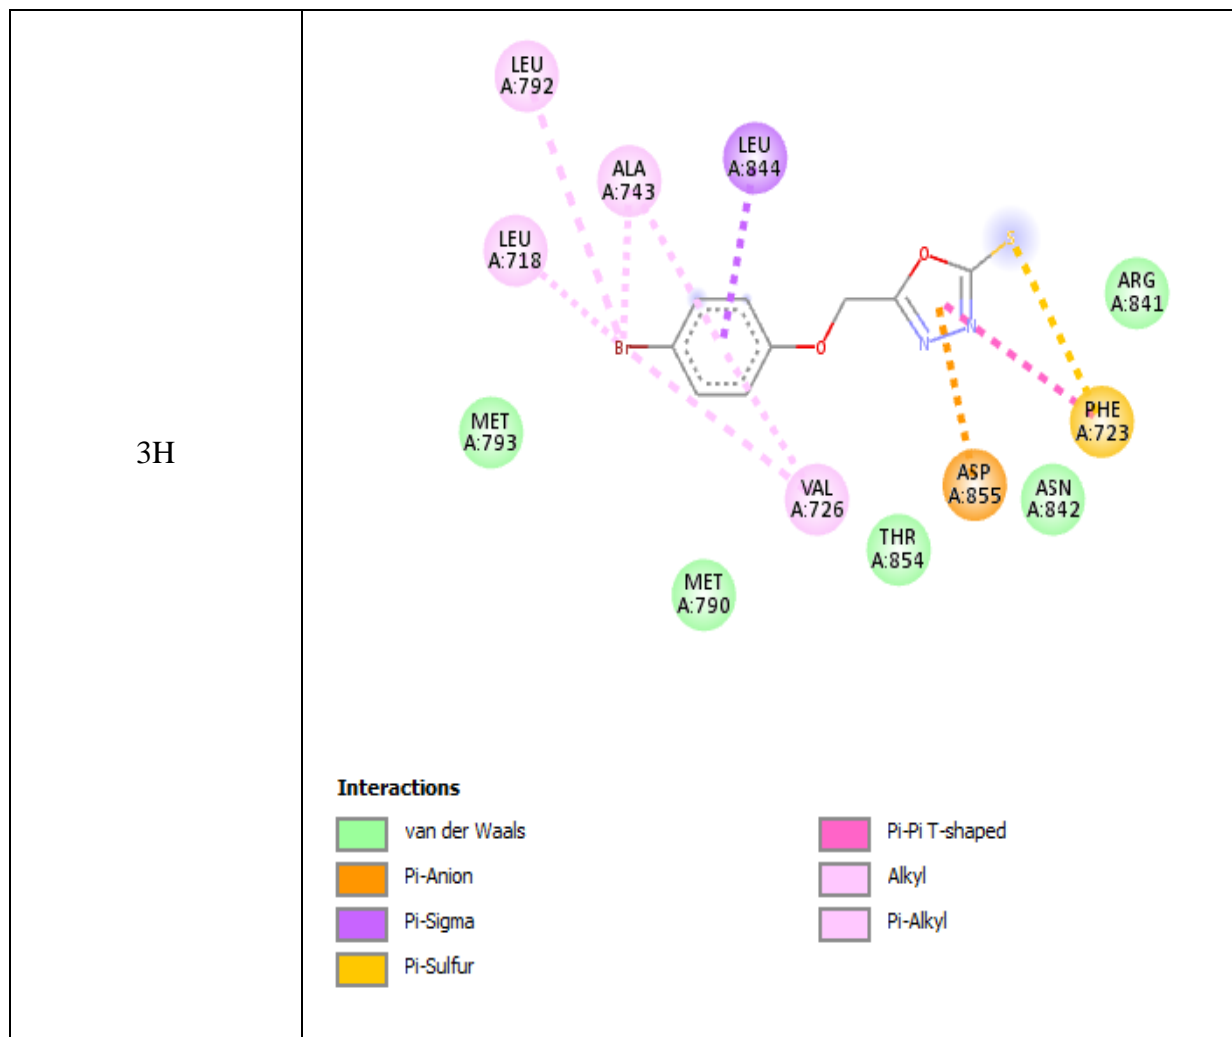 3H
LEU
A:792
LEU
A:844
ALA
A:743
LEU
A:718
S
O
ARG
A:841
N
N
Br
O
PHE
A:723
MET
A:793
ASP
A:855
ASN
A:842
VAL
A:726
THR
A:854
MET
A:790
Interactions
van der Waals
Pi-Anion
Pi-Sigma
Pi-Sulfur
Pi-Pi T-shaped
Alkyl
Pi-Alkyl